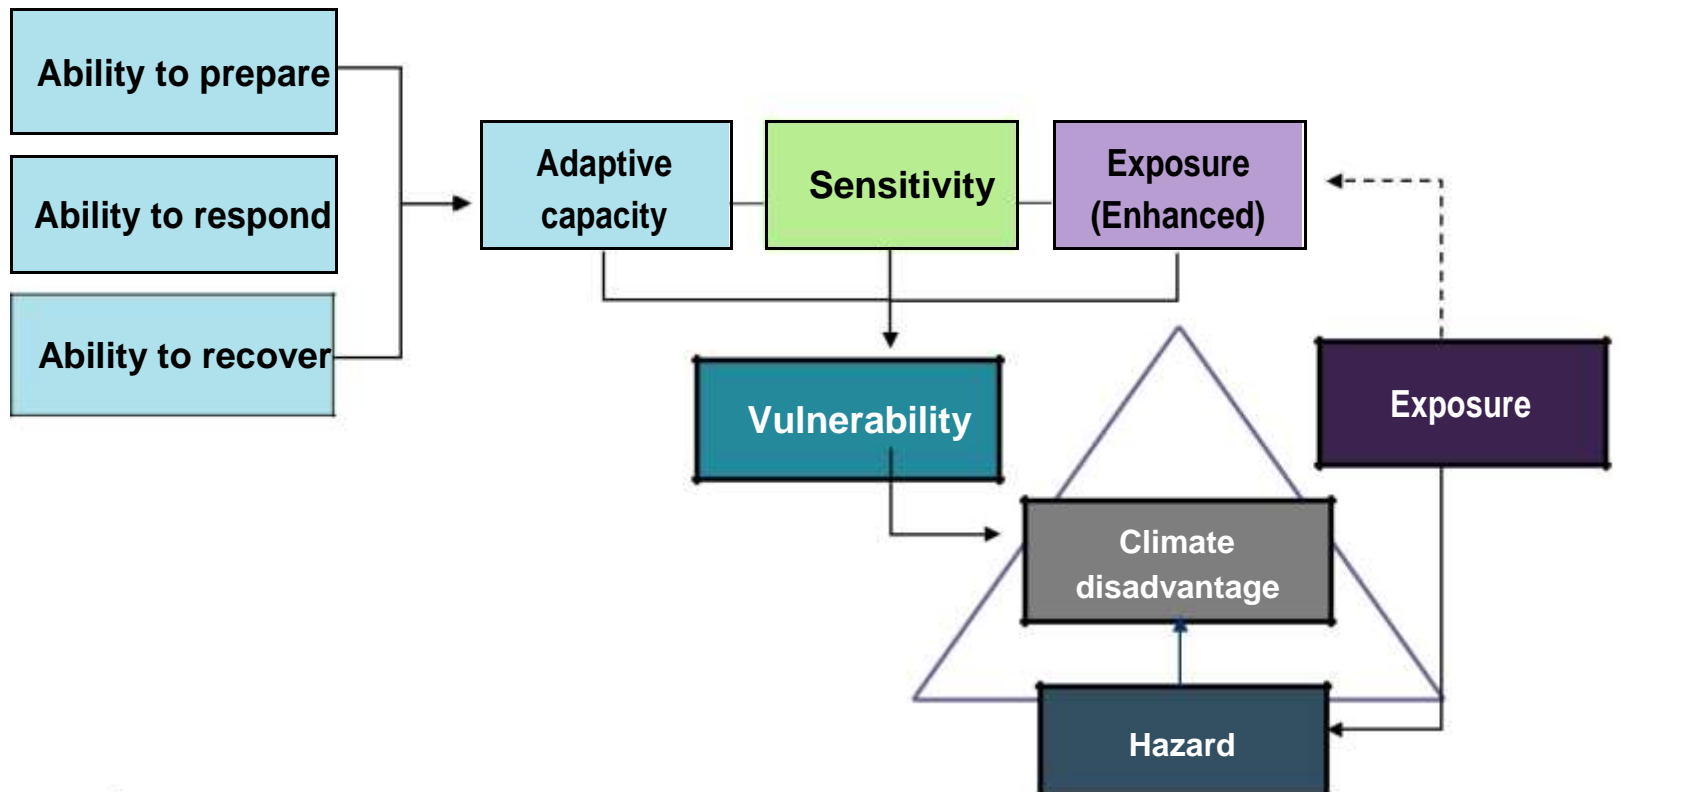 Ability to prepare
Ability to respond
Ability to recover
Adaptive
capacity
Sensitivity
Exposure
(Enhanced)
Vulnerability
Exposure
Climate
disadvantage
Hazard